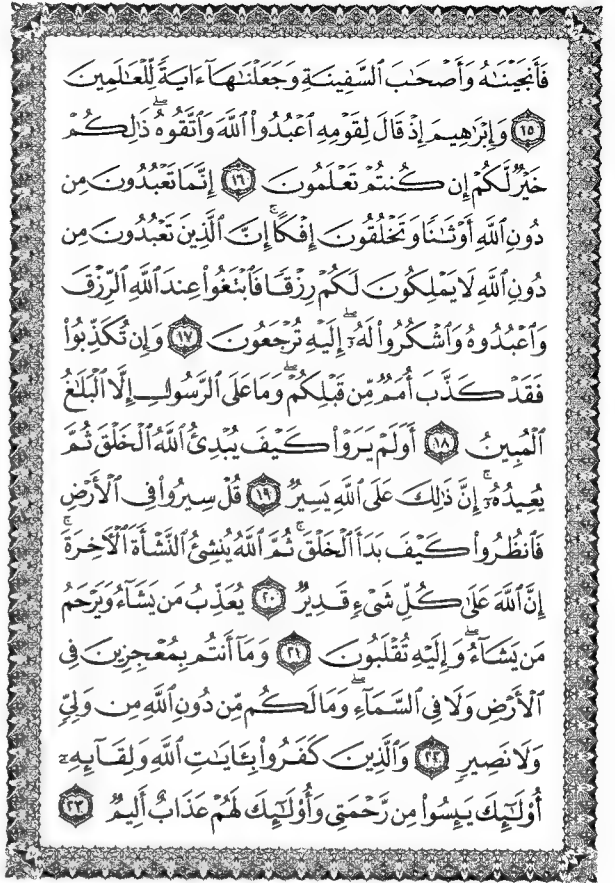 فَأَنجَيْنَٰهُ وَأَصْحَٰبَ ٱلسَّفِينَةِ وَجَعَلْنَٰهَآ ءَايَةً لِّلْعَٰلَمِينَ
﴿١٥﴾ وَإِبْرَٰهِيمَ إِذْ قَالَ لِقَوْمِهِ ٱعْبُدُوا۟ ٱللَّهَ وَٱتَّقُوهُ ۖ ذَٰلِكُمْ
خَيْرٌ لَّكُمْ إِن كُنتُمْ تَعْلَمُونَ ﴿١٦﴾ إِنَّمَا تَعْبُدُونَ مِن
دُونِ ٱللَّهِ أَوْثَٰنًا وَتَخْلُقُونَ إِفْكًا ۚ إِنَّ ٱلَّذِينَ تَعْبُدُونَ مِن
دُونِ ٱللَّهِ لَا يَمْلِكُونَ لَكُمْ رِزْقًا فَٱبْتَغُوا۟ عِندَ ٱللَّهِ ٱلرِّزْقَ
وَٱعْبُدُوهُ وَٱشْكُرُوا۟ لَهُۥٓ ۖ إِلَيْهِ تُرْجَعُونَ ﴿١٧﴾ وَإِن تُكَذِّبُوا۟
فَقَدْ كَذَّبَ أُمَمٌ مِّن قَبْلِكُمْ ۖ وَمَا عَلَى ٱلرَّسُولِ إِلَّا ٱلْبَلَٰغُ
ٱلْمُبِينُ ﴿١٨﴾ أَوَلَمْ يَرَوْا۟ كَيْفَ يُبْدِئُ ٱللَّهُ ٱلْخَلْقَ ثُمَّ
يُعِيدُهُۥٓ ۚ إِنَّ ذَٰلِكَ عَلَى ٱللَّهِ يَسِيرٌ ﴿١٩﴾ قُلْ سِيرُوا۟ فِى ٱلْأَرْضِ
فَٱنظُرُوا۟ كَيْفَ بَدَأَ ٱلْخَلْقَ ۚ ثُمَّ ٱللَّهُ يُنشِئُ ٱلنَّشْأَةَ ٱلْءَاخِرَةَ ۚ
إِنَّ ٱللَّهَ عَلَىٰ كُلِّ شَىْءٍ قَدِيرٌ ﴿٢٠﴾ يُعَذِّبُ مَن يَشَآءُ وَيَرْحَمُ
مَن يَشَآءُ ۖ وَإِلَيْهِ تُقْلَبُونَ ﴿٢١﴾ وَمَآ أَنتُم بِمُعْجِزِينَ فِى
ٱلْأَرْضِ وَلَا فِى ٱلسَّمَآءِ ۖ وَمَا لَكُم مِّن دُونِ ٱللَّهِ مِن وَلِىٍّ
وَلَا نَصِيرٍ ﴿٢٢﴾ وَٱلَّذِينَ كَفَرُوا۟ بِـَٔايَٰتِ ٱللَّهِ وَلِقَآئِهِۦٓ
أُو۟لَٰٓئِكَ يَئِسُوا۟ مِن رَّحْمَتِى وَأُو۟لَٰٓئِكَ لَهُمْ عَذَابٌ أَلِيمٌ ﴿٢٣﴾